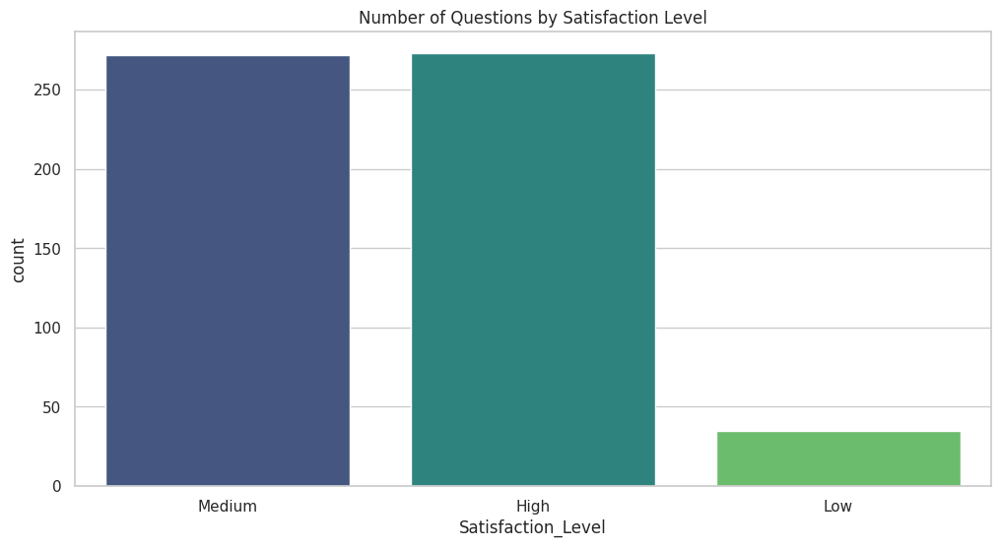 Number of Questions by Satisfaction Level
count
250
200
150
100
50
0
Medium High Low
Satisfaction_Level